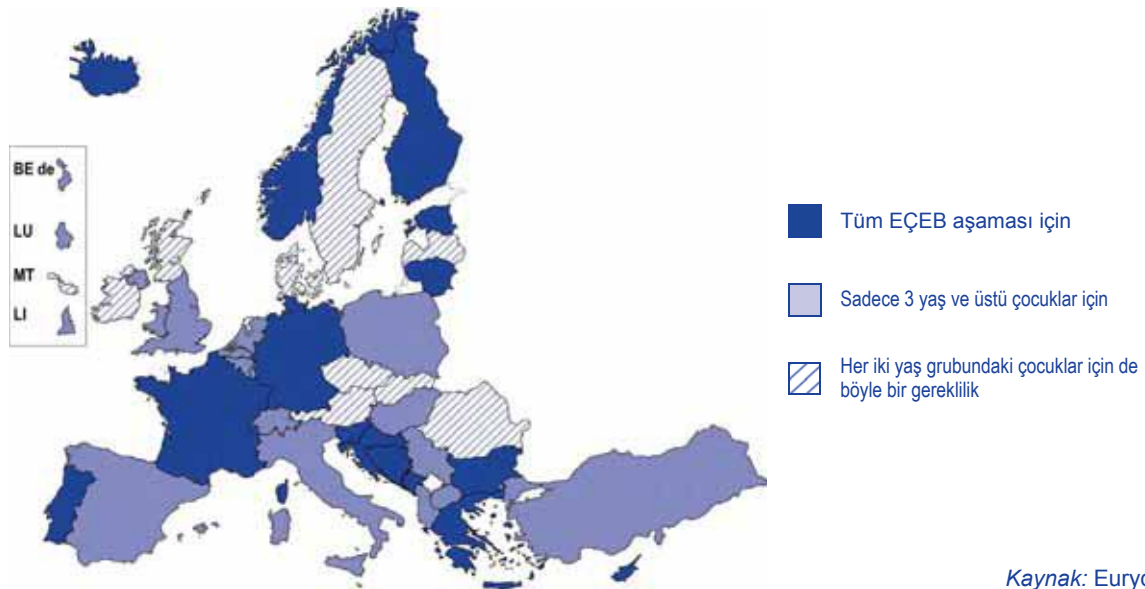 BE de
LU
MT
LI
Tüm EÇEB aşaması için
Sadece 3 yaş ve üstü çocuklar için
Her iki yaş grubundaki çocuklar için de
böyle bir gereklilik
Kaynak: Euryd